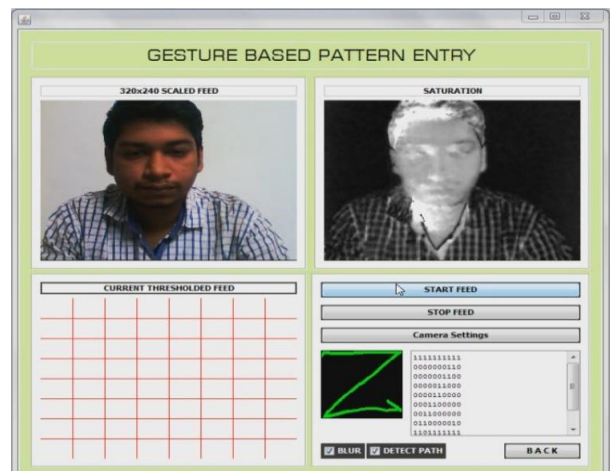 GESTURE BASED PATTERN ENTRY
320x240 SCALED FEED
SATURATION
CURRENT THRESHOLDED FEED
START FEED
STOP FEED
Camera Settings
1111111111
0000000110
0000001100
0000011000
0000110000
0001100000
0011000000
0110000010
1101111111
BLUR
DETECT PATH
BACK